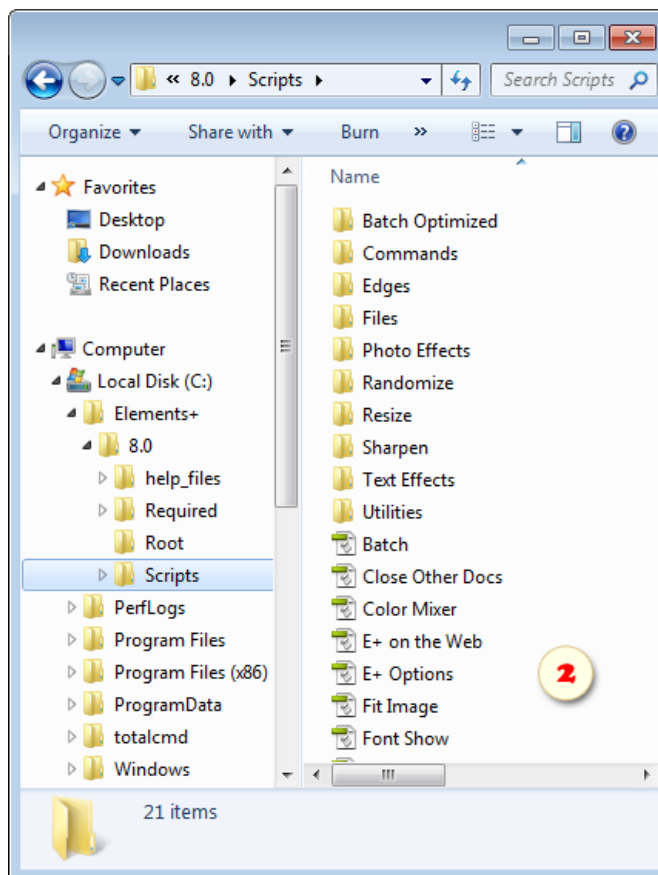 « 8.0 Scripts
Search Scripts
Organize Share with Burn »
Favorites
Desktop
Downloads
Recent Places
Computer
Local Disk (C:)
Elements+
8.0
help_files
Required
Root
Scripts
PerfLogs
Program Files
Program Files (x86)
ProgramData
totalcmd
Windows
Name
Batch Optimized
Commands
Edges
Files
Photo Effects
Randomize
Resize
Sharpen
Text Effects
Utilities
Batch
Close Other Docs
Color Mixer
E+ on the Web
E+ Options
Fit Image
Font Show
2
21 items